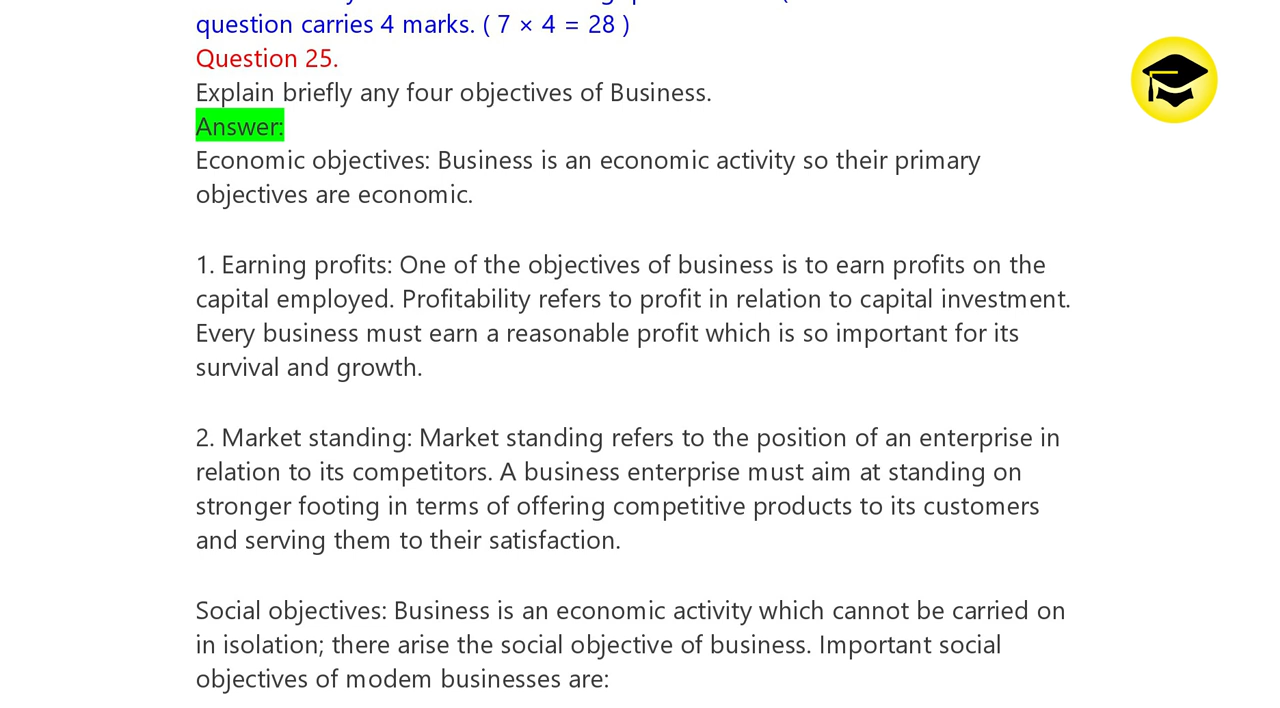 question carries 4 marks. ( 7 × 4 = 28 )
Question 25.
Explain briefly any four objectives of Business.
Answer:
Economic objectives: Business is an economic activity so their primary
objectives are economic.
1. Earning profits: One of the objectives of business is to earn profits on the
capital employed. Profitability refers to profit in relation to capital investment.
Every business must earn a reasonable profit which is so important for its
survival and growth.
2. Market standing: Market standing refers to the position of an enterprise in
relation to its competitors. A business enterprise must aim at standing on
stronger footing in terms of offering competitive products to its customers
and serving them to their satisfaction.
Social objectives: Business is an economic activity which cannot be carried on
in isolation; there arise the social objective of business. Important social
objectives of modem businesses are: